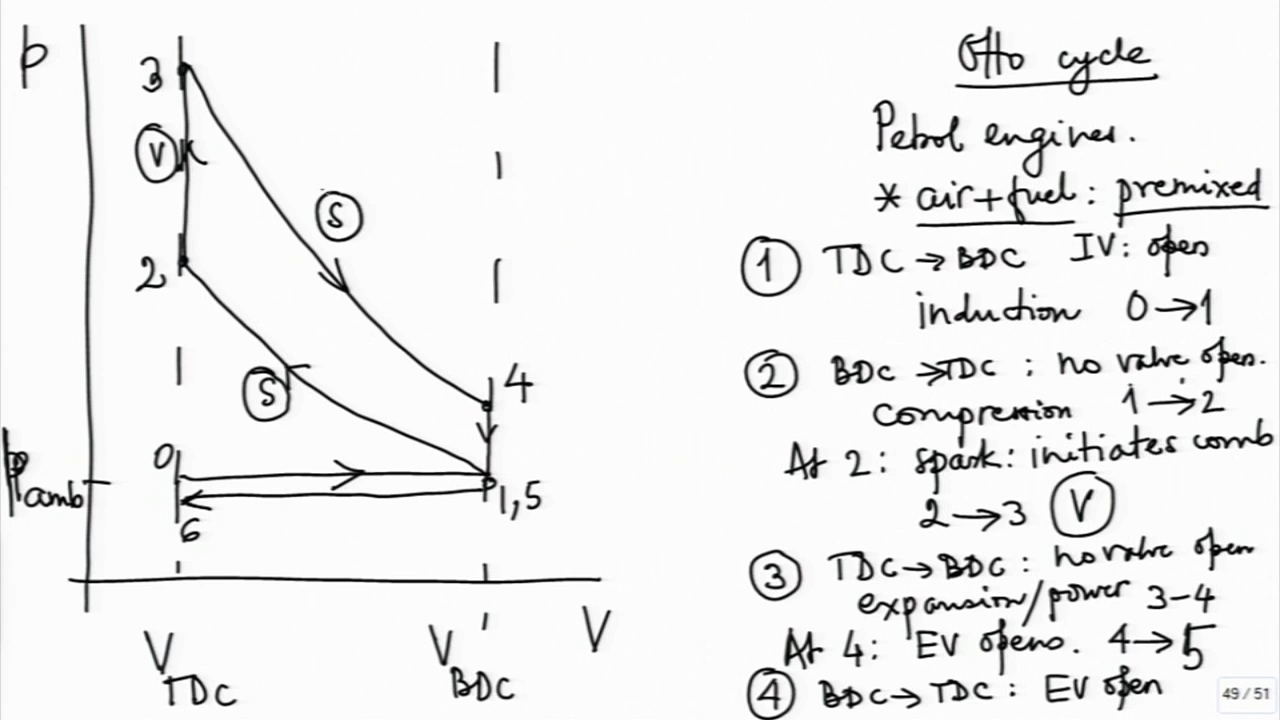 p
3
V
2
S
S
4
0
Pamb
1,5
6
V
VTDC
VBDC
Otto cycle
Petrol engines.
* air+fuel: premixed
① TDC → BDC IV: open
induction 0→1
② BDC → TDC : no valve open.
compression 1→2
At 2: spark: initiates comb
2→3 Ⓥ
③ TDC→BDC: no valve open
expansion/power 3-4
At 4: EV opens. 4→5
④ BDC→TDC: EV open
49/51